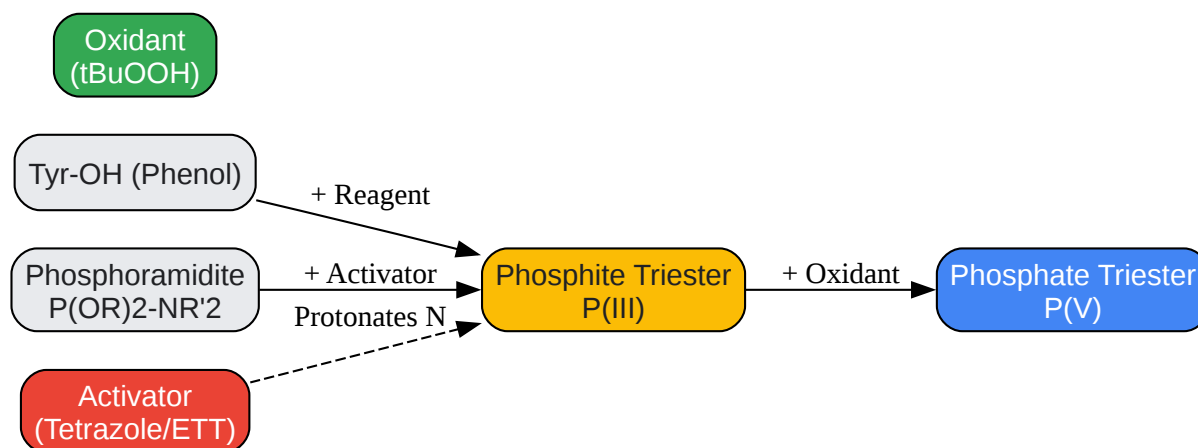 Oxidant
(tBuOOH)
Tyr-OH (Phenol)
+ Reagent
Phosphoramidite
P(OR)2-NR'2
+ Activator
Protonates N
Phosphite Triester
P(III)
+ Oxidant
Phosphate Triester
P(V)
Activator
(Tetrazole/ETT)